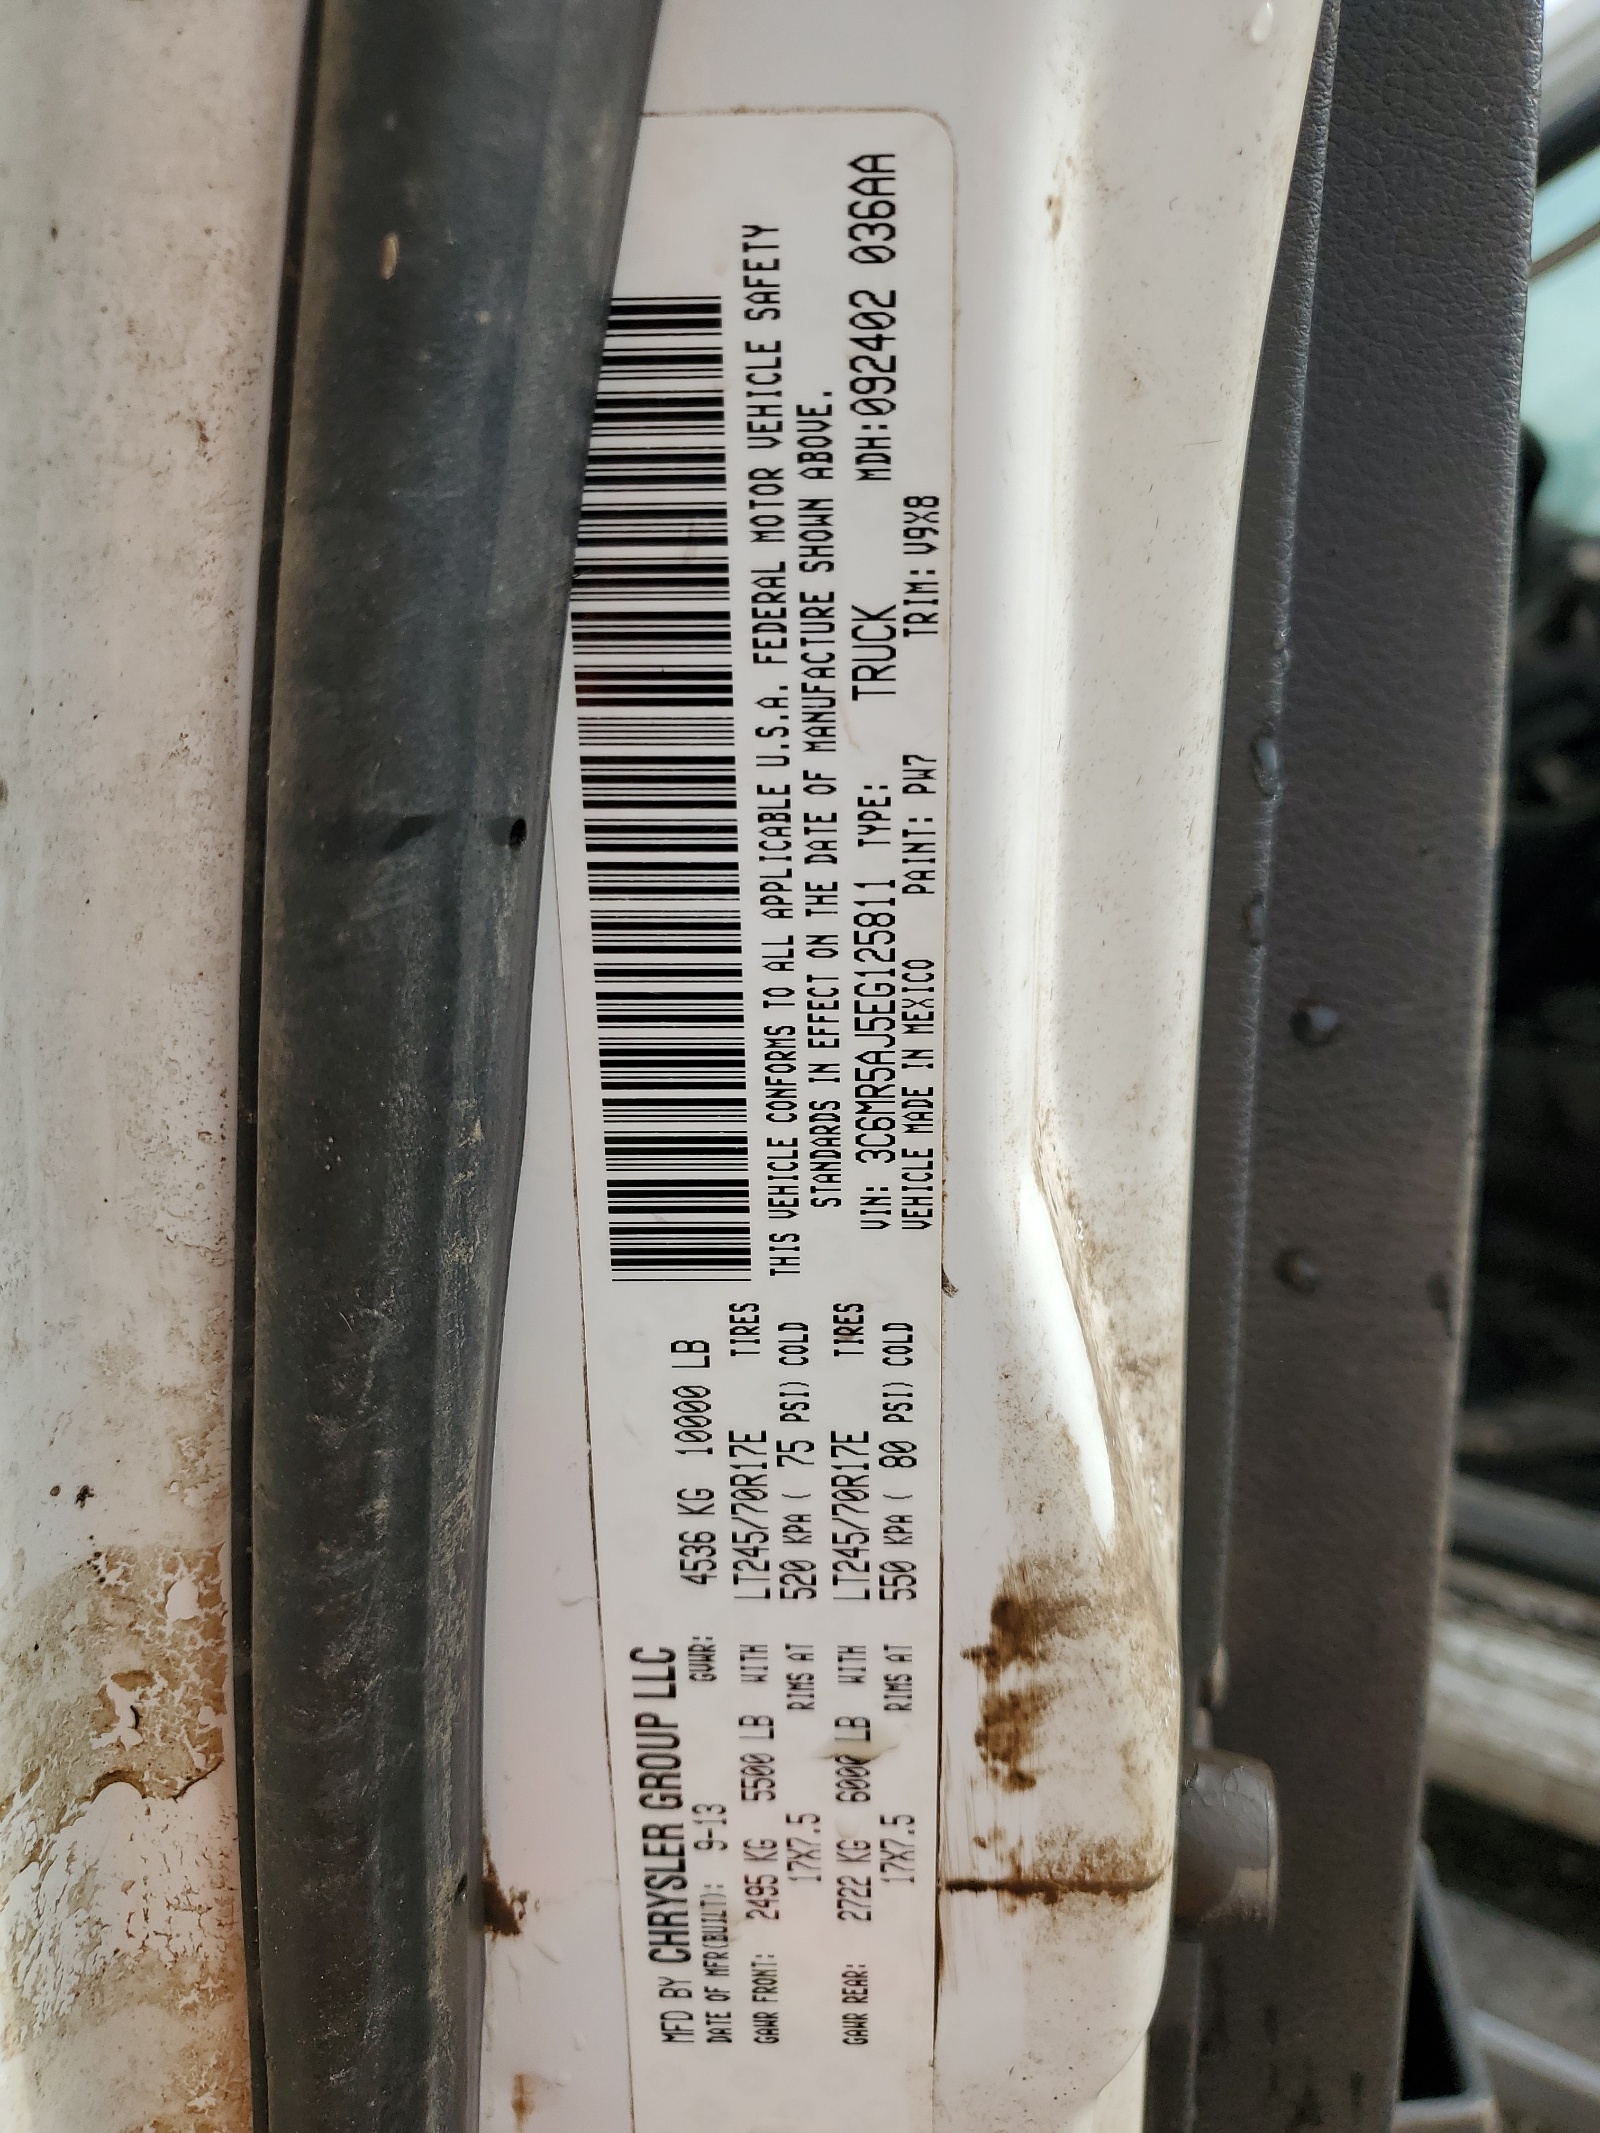 MFD BY CHRYSLER GROUP LLC
DATE OF MFR(BUILT): 9-13 GVWR: 4536 KG 10000 LB
GAWR FRONT: 2495 KG 5500 LB WITH LT245/70R17E TIRES
17X7.5 RIMS AT 520 KPA ( 75 PSI) COLD
GAWR REAR: 2722 KG 6000 LB WITH LT245/70R17E TIRES
17X7.5 RIMS AT 550 KPA ( 80 PSI) COLD
THIS VEHICLE CONFORMS TO ALL APPLICABLE U.S.A. FEDERAL MOTOR VEHICLE SAFETY
STANDARDS IN EFFECT ON THE DATE OF MANUFACTURE SHOWN ABOVE.
VIN: 3C6MR5AJ5EG125811 TYPE: TRUCK MDH:092402 036AA
VEHICLE MADE IN MEXICO PAINT: PW7 TRIM: V9X8